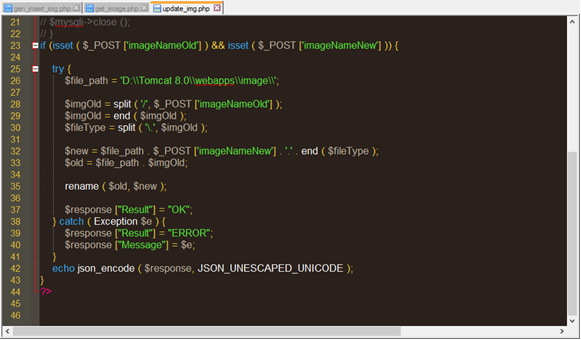 gen_insert_img.php get_image.php update_img.php
21 // $mysqli->close ();
22 // }
23 if (isset ( $_POST ['imageNameOld'] ) && isset ( $_POST ['imageNameNew'] )) {
24
25 try {
26 $file_path = 'D:\\Tomcat 8.0\\webapps\\image\\';
27
28 $imgOld = split ( '/', $_POST ['imageNameOld'] );
29 $imgOld = end ( $imgOld );
30 $fileType = split ( '\.', $imgOld );
31
32 $new = $file_path . $_POST ['imageNameNew'] . '.' . end ( $fileType );
33 $old = $file_path . $imgOld;
34
35 rename ( $old, $new );
36
37 $response ["Result"] = "OK";
38 } catch ( Exception $e ) {
39 $response ["Result"] = "ERROR";
40 $response ["Message"] = $e;
41 }
42 echo json_encode ( $response, JSON_UNESCAPED_UNICODE );
43 }
44 ?>
45
46